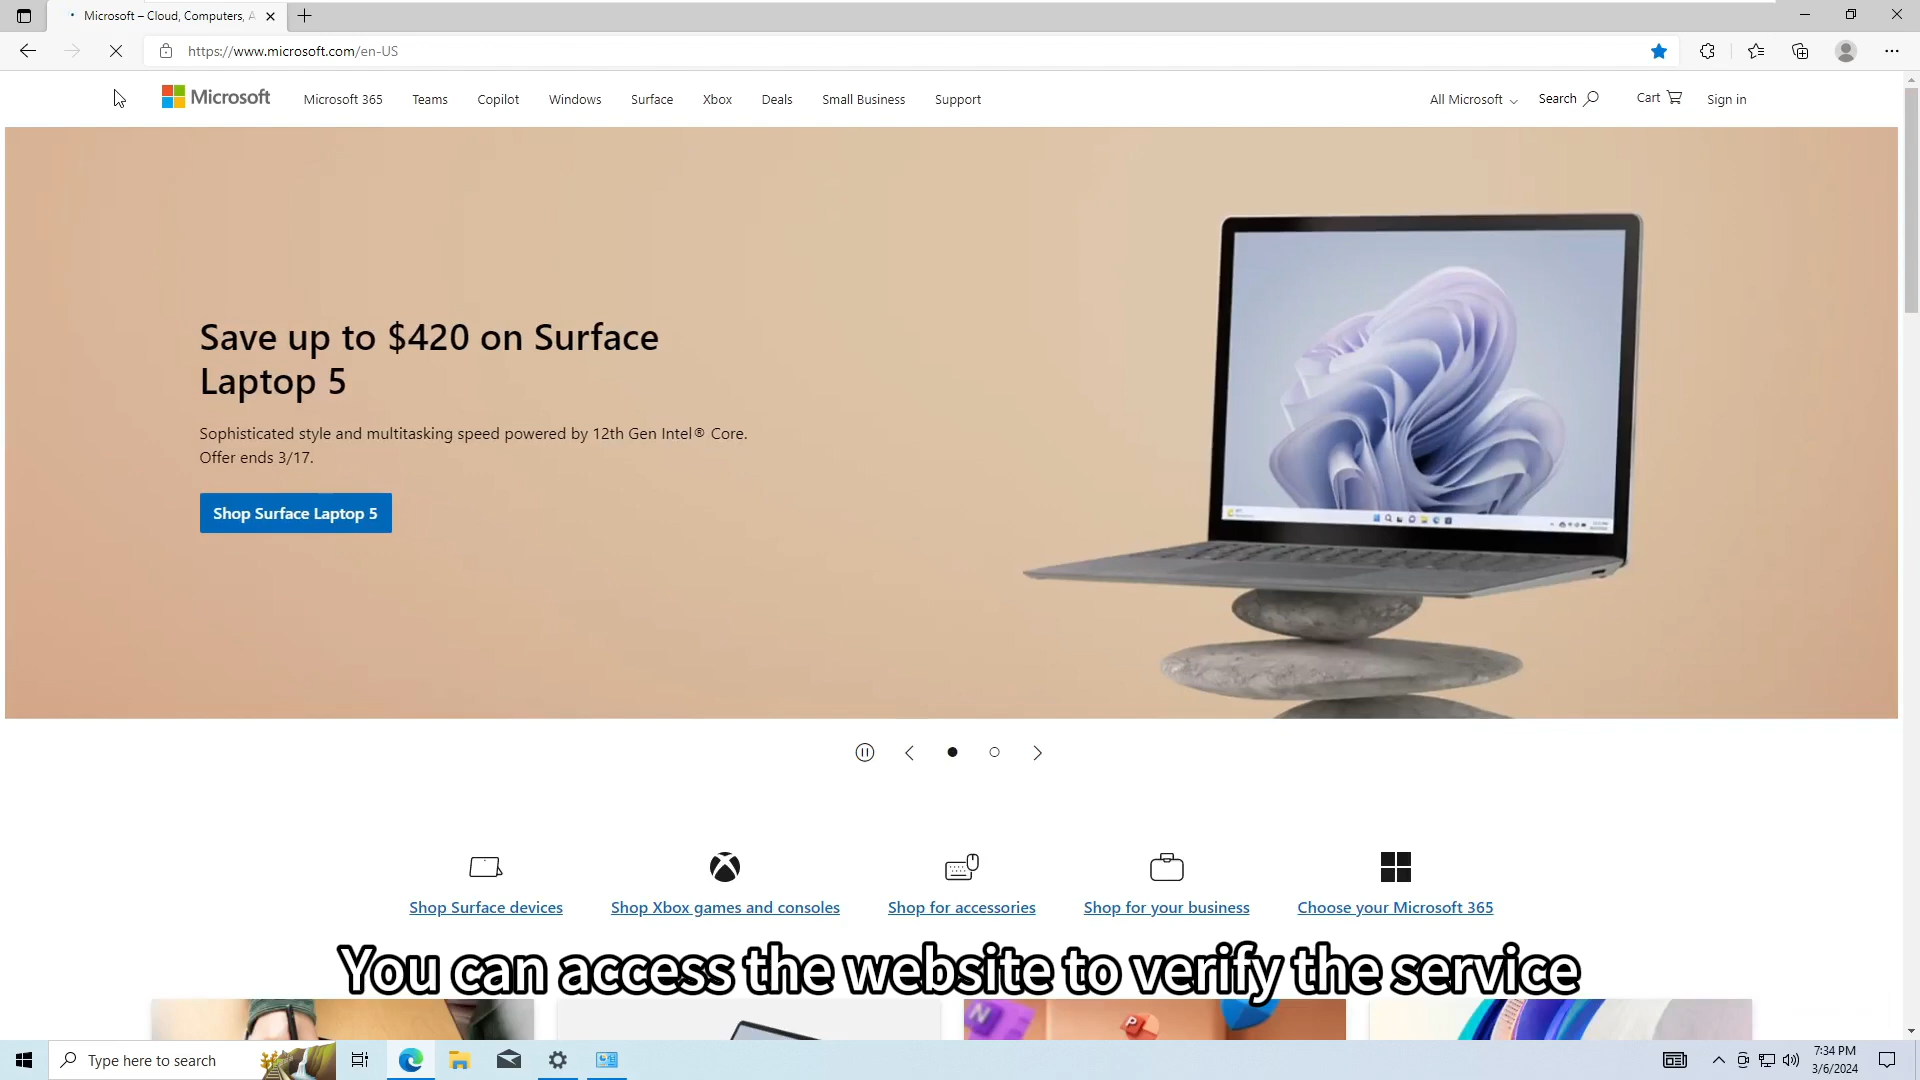 Microsoft – Cloud, Computers, A
https://www.microsoft.com/en-US
Microsoft
Microsoft 365
Teams
Copilot
Windows
Surface
Xbox
Deals
Small Business
Support
All Microsoft
Search
Cart
Sign in
Save up to $420 on Surface
Laptop 5
Sophisticated style and multitasking speed powered by 12th Gen Intel® Core.
Offer ends 3/17.
Shop Surface Laptop 5
Shop Surface devices
Shop Xbox games and consoles
Shop for accessories
Shop for your business
Choose your Microsoft 365
You can access the website to verify the service
N
P
Type here to search
7:34 PM
3/6/2024